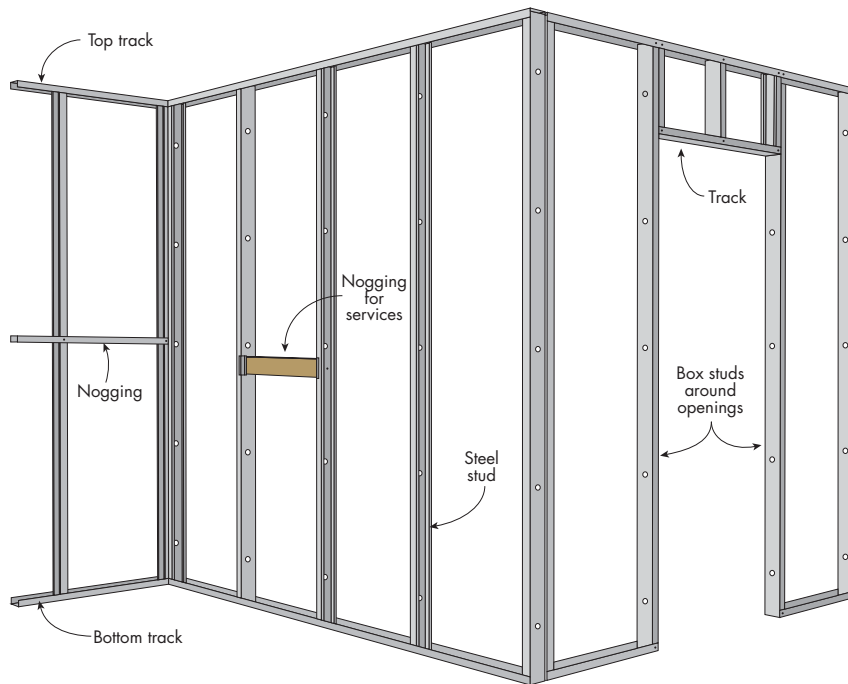 Top track
Track
Nogging
for
services
Nogging
Box studs
around
openings
Steel
stud
Bottom track